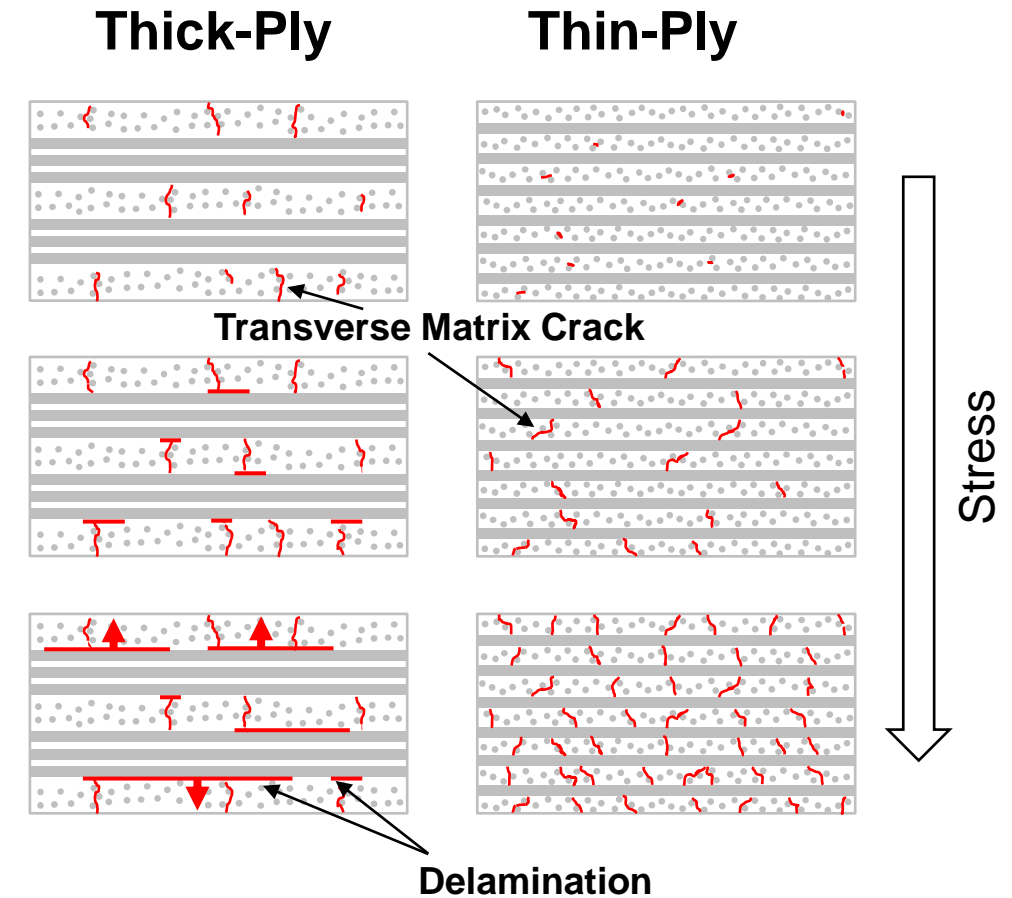 Thick-Ply
Thin-Ply
Transverse Matrix Crack
Stress
Delamination